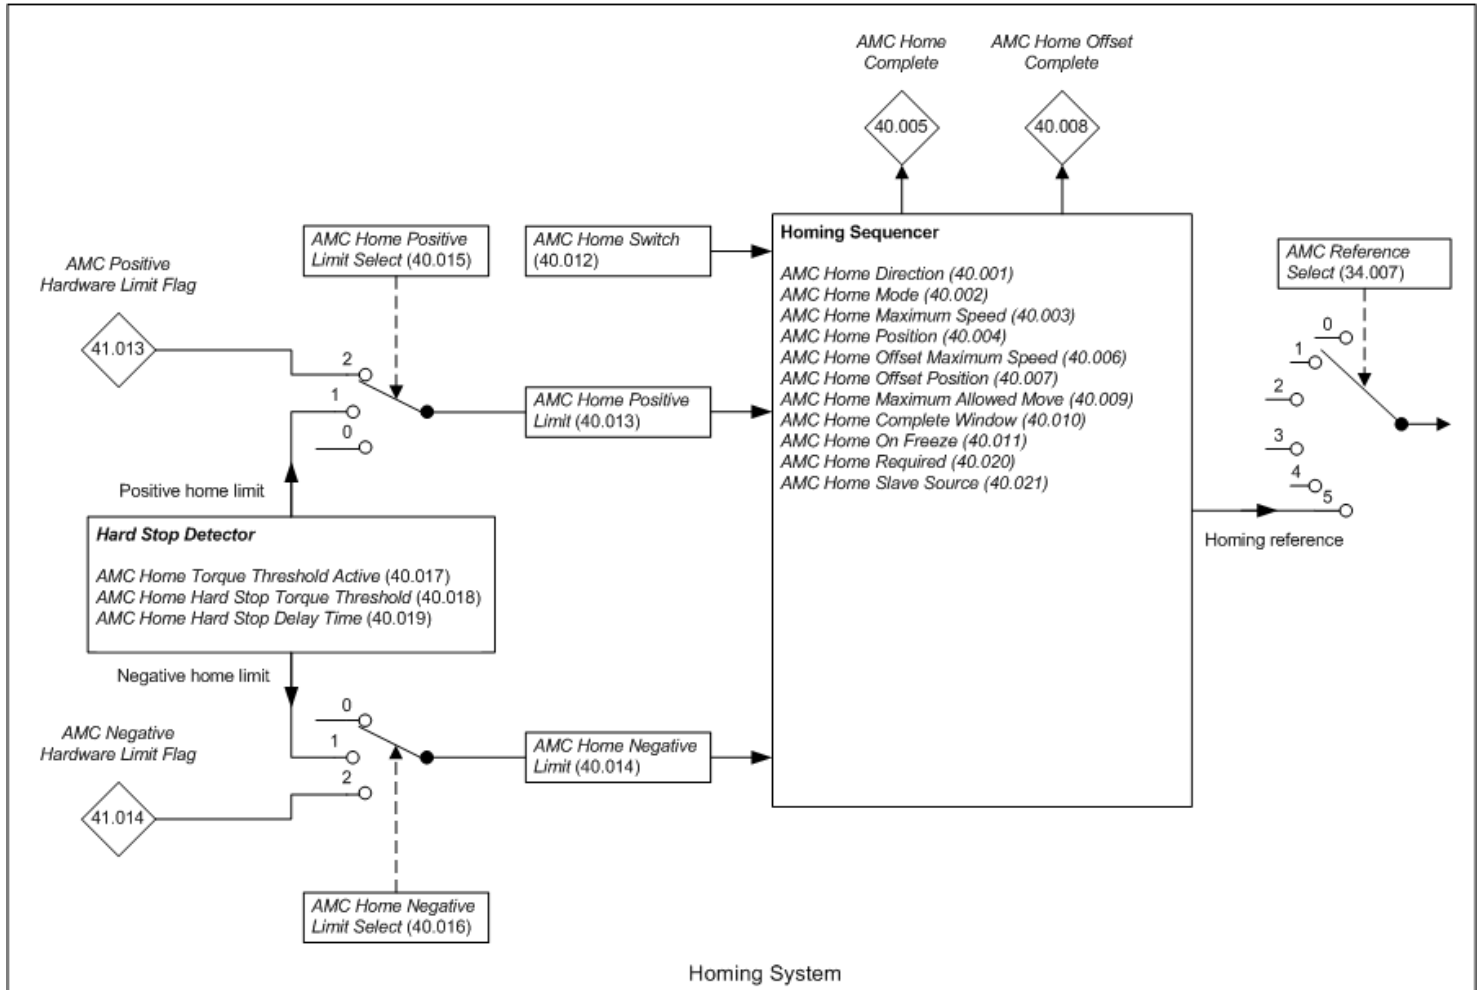 AMC Home
Complete
AMC Home Offset
Complete
40.005
40.008
AMC Home Positive
Limit Select (40.015)
AMC Home Switch
(40.012)
AMC Positive
Hardware Limit Flag
41.013
2
1
0
AMC Home Positive
Limit (40.013)
Positive home limit
Hard Stop Detector
AMC Home Torque Threshold Active (40.017)
AMC Home Hard Stop Torque Threshold (40.018)
AMC Home Hard Stop Delay Time (40.019)
Negative home limit
AMC Negative
Hardware Limit Flag
41.014
0
1
2
AMC Home Negative
Limit (40.014)
AMC Home Negative
Limit Select (40.016)
Homing Sequencer
AMC Home Direction (40.001)
AMC Home Mode (40.002)
AMC Home Maximum Speed (40.003)
AMC Home Position (40.004)
AMC Home Offset Maximum Speed (40.006)
AMC Home Offset Position (40.007)
AMC Home Maximum Allowed Move (40.009)
AMC Home Complete Window (40.010)
AMC Home On Freeze (40.011)
AMC Home Required (40.020)
AMC Home Slave Source (40.021)
AMC Reference
Select (34.007)
0
1
2
3
4
5
Homing reference
Homing System